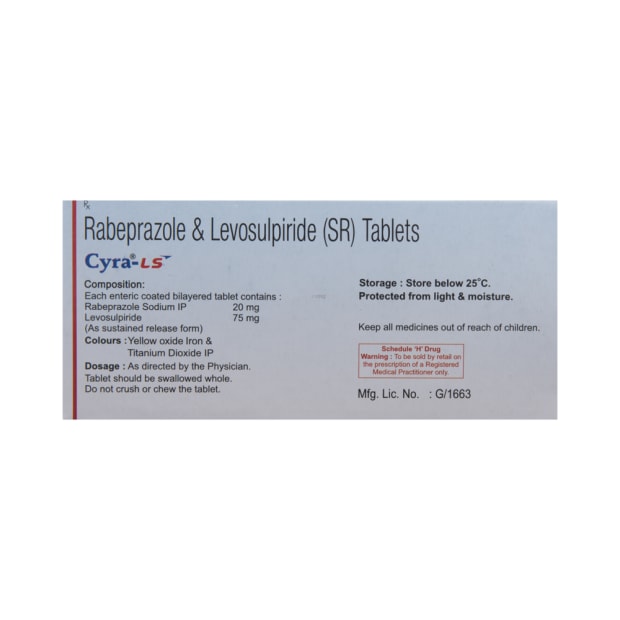 Rx
Rabeprazole & Levosulpiride (SR) Tablets
Cyra®-LS
Composition:
Each enteric coated bilayered tablet contains :
Rabeprazole Sodium IP 20 mg
Levosulpiride 75 mg
(As sustained release form)
Colours : Yellow oxide Iron &
Titanium Dioxide IP
Dosage : As directed by the Physician.
Tablet should be swallowed whole.
Do not crush or chew the tablet.
Storage : Store below 25°C.
Protected from light & moisture.
Keep all medicines out of reach of children.
Schedule 'H' Drug
Warning : To be sold by retail on
the prescription of a Registered
Medical Practitioner only.
Mfg. Lic. No. : G/1663